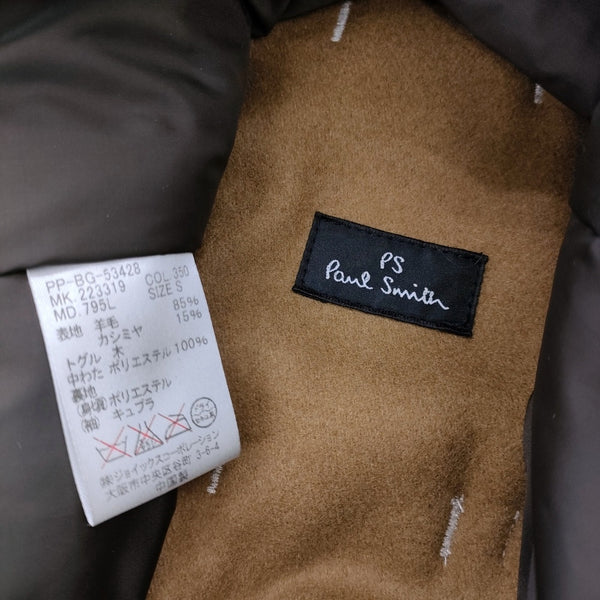 PS
Paul Smith
PP-BG-53428 COL 350
MK. 223319 SIZE S
MD. 795L
表地 羊毛 85%
カシミヤ 15%
トグル 木
中わた ポリエステル 100%
裏地
(身頃) ポリエステル
(袖) キュプラ
ドライ
㈱ジョイックスコーポレーション
大阪市中央区谷町 3-6-4
中国製